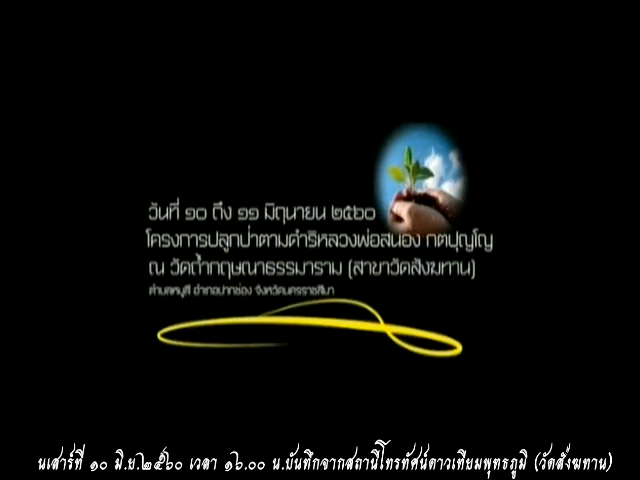 วันที่ ๑๐ ถึง ๑๑ มิถุนายน ๒๕๖๐
โครงการปลูกป่าตามดำริหลวงพ่อสนอง กตปุญโญ
ณ วัดถ้ำกฤษณาธรรมาราม (สาขาวัดสังฆทาน)
ตำบลหมูสี อำเภอปากช่อง จังหวัดนครราชสีมา
นเสาร์ที่ ๑๐ มิ.ย.๒๕๖๐ เวลา ๑๖.๐๐ น.บันทึกจากสถานีโทรทัศน์ดาวเทียมพุทธภูมิ (วัดสังฆทาน)